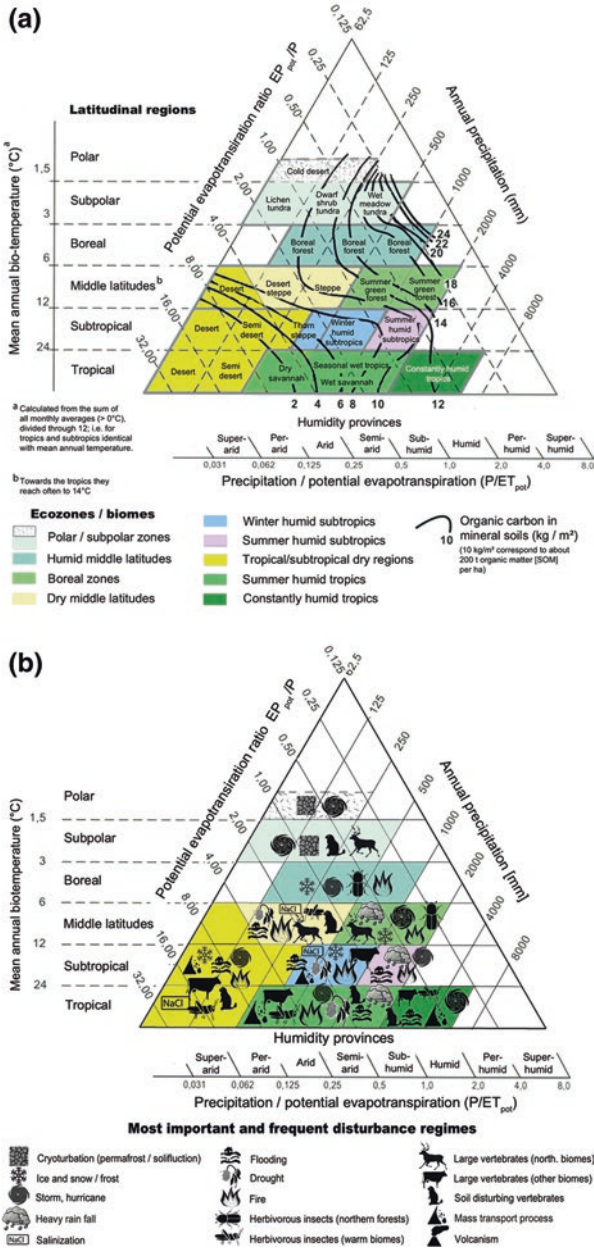 (a)
0,125
62,5
0,25
125
0,50
250
1,00
500
2,00
1000
4,00
2000
8,00
4000
16,00
8000
32,00
Potential evapotransiration ratio EPpot/P
Annual precipitation (mm)
Latitudinal regions
Mean annual bio-temperature (°C)a
Polar
1,5
Subpolar
3
Boreal
6
Middle latitudesb
12
Subtropical
24
Tropical
Cold desert
Lichen tundra
Dwarf shrub tundra
Wet meadow tundra
Boreal forest
Boreal forest
Boreal forest
Desert
Desert steppe
Steppe
Summer green forest
Summer green forest
Desert
Semi desert
Thorn steppe
Winter humid subtropics
Summer humid subtropics
Desert
Semi desert
Dry savannah
Seasonal wet tropics
Wet savannah
Constantly humid tropics
24
22
20
18
16
14
2 4 6 8 10 12
Humidity provinces
Super-arid
Per-arid
Arid
Semi-arid
Sub-humid
Humid
Per-humid
Super-humid
0,031 0,062 0,125 0,25 0,5 1,0 2,0 4,0 8,0
Precipitation / potential evapotranspiration (P/ETpot)
a Calculated from the sum of
all monthly averages (> 0°C),
divided through 12; i.e. for
tropics and subtropics identical
with mean annual temperature.
b Towards the tropics they
reach often to 14°C
Ecozones / biomes
Polar / subpolar zones
Humid middle latitudes
Boreal zones
Dry middle latitudes
Winter humid subtropics
Summer humid subtropics
Tropical/subtropical dry regions
Summer humid tropics
Constantly humid tropics
10
Organic carbon in
mineral soils (kg / m²)
(10 kg/m² correspond to about
200 t organic matter [SOM]
per ha)
(b)
0,125
62,5
0,25
125
0,50
250
1,00
500
2,00
1000
4,00
2000
8,00
4000
16,00
8000
32,00
Potential evapotransiration ratio EPpot/P
Annual precipitation [mm]
Mean annual biotemperature (°C)
Polar
1,5
Subpolar
3
Boreal
6
Middle latitudes
12
Subtropical
24
Tropical
NaCl
NaCl
NaCl
Humidity provinces
Super-arid
Per-arid
Arid
Semi-arid
Sub-humid
Humid
Per-humid
Super-humid
0,031 0,062 0,125 0,25 0,5 1,0 2,0 4,0 8,0
Precipitation / potential evapotranspiration (P/ETpot)
Most important and frequent disturbance regimes
Cryoturbation (permafrost / solifluction)
Ice and snow / frost
Storm, hurricane
Heavy rain fall
NaCl Salinization
Flooding
Drought
Fire
Herbivorous insects (northern forests)
Herbivorous insectes (warm biomes)
Large vertebrates (north. biomes)
Large vertebrates (other biomes)
Soil disturbing vertebrates
Mass transport process
Volcanism